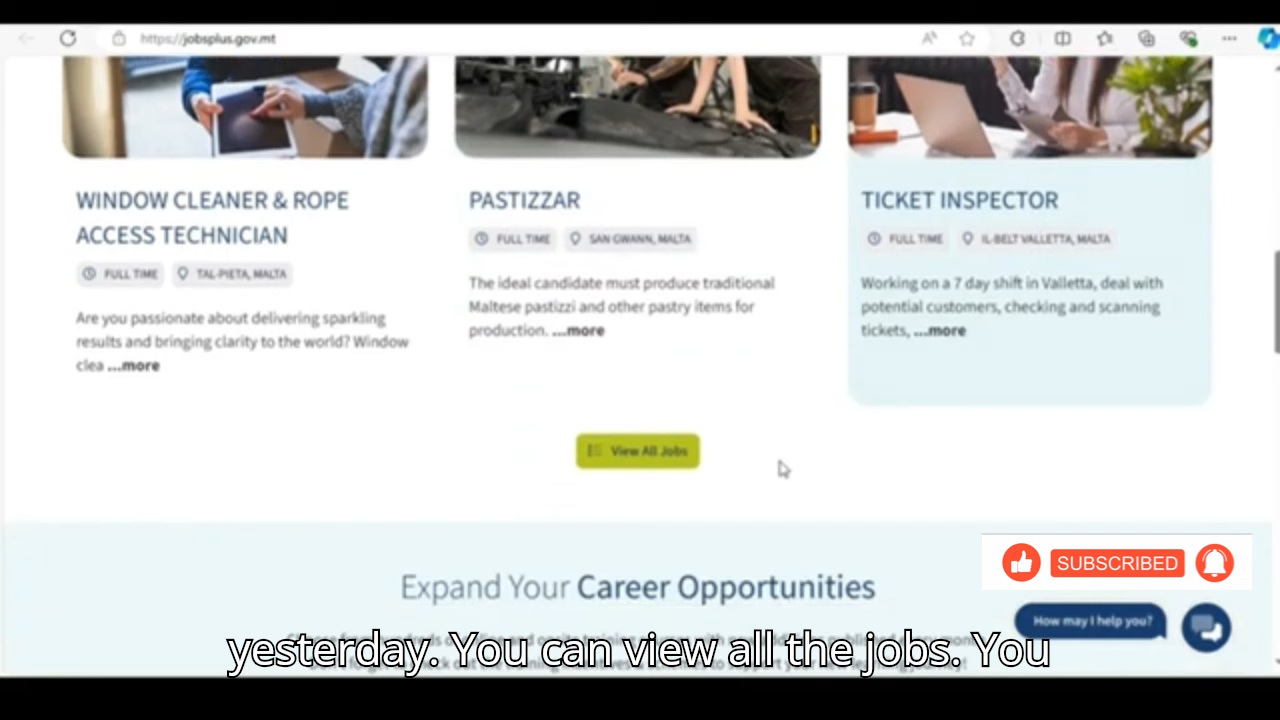 https://jobsplus.gov.mt
WINDOW CLEANER & ROPE
ACCESS TECHNICIAN
FULL TIME
TAL-PIETA, MALTA
Are you passionate about delivering sparkling
results and bringing clarity to the world? Window
clea ...more
PASTIZZAR
FULL TIME
SAN GWANN, MALTA
The ideal candidate must produce traditional
Maltese pastizzi and other pastry items for
production. ...more
TICKET INSPECTOR
FULL TIME
IL-BELT VALLETTA, MALTA
Working on a 7 day shift in Valletta, deal with
potential customers, checking and scanning
tickets, ...more
View All Jobs
Expand Your Career Opportunities
SUBSCRIBED
How may I help you?
yesterday. You can view all the jobs. You